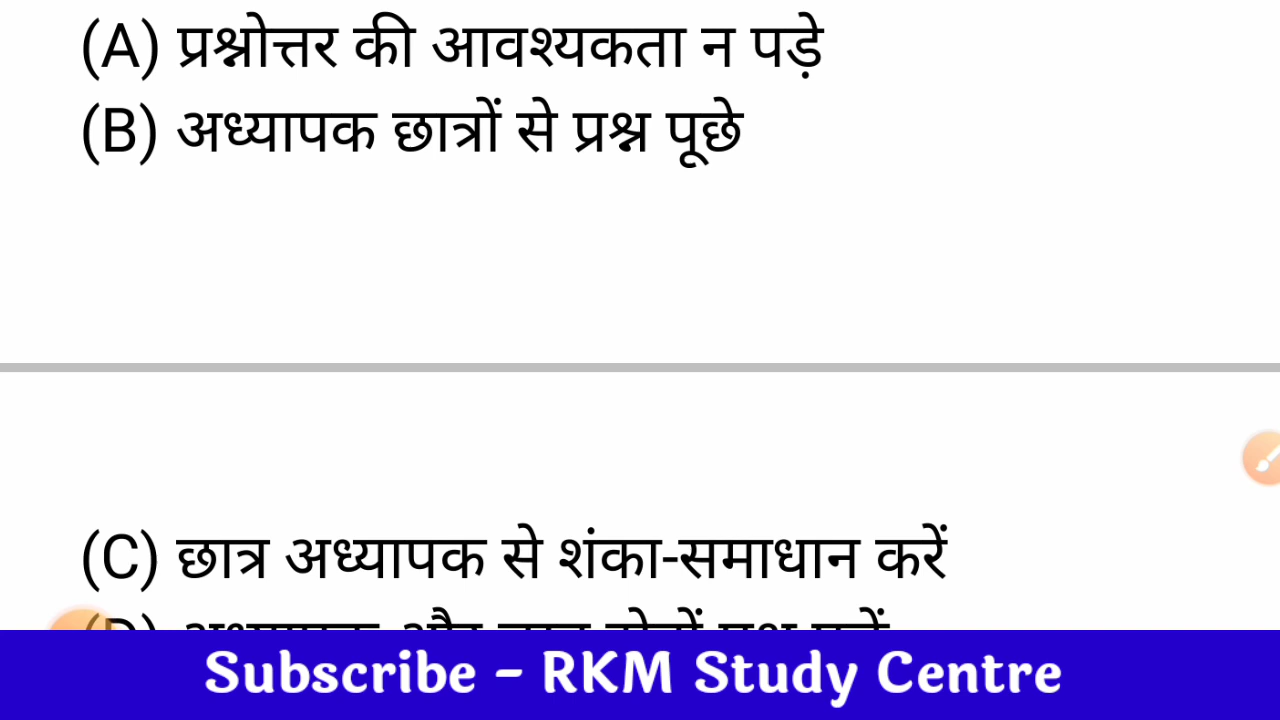 (A) प्रश्नोत्तर की आवश्यकता न पड़े
(B) अध्यापक छात्रों से प्रश्न पूछे
(C) छात्र अध्यापक से शंका-समाधान करें
(D)
Subscribe - RKM Study Centre